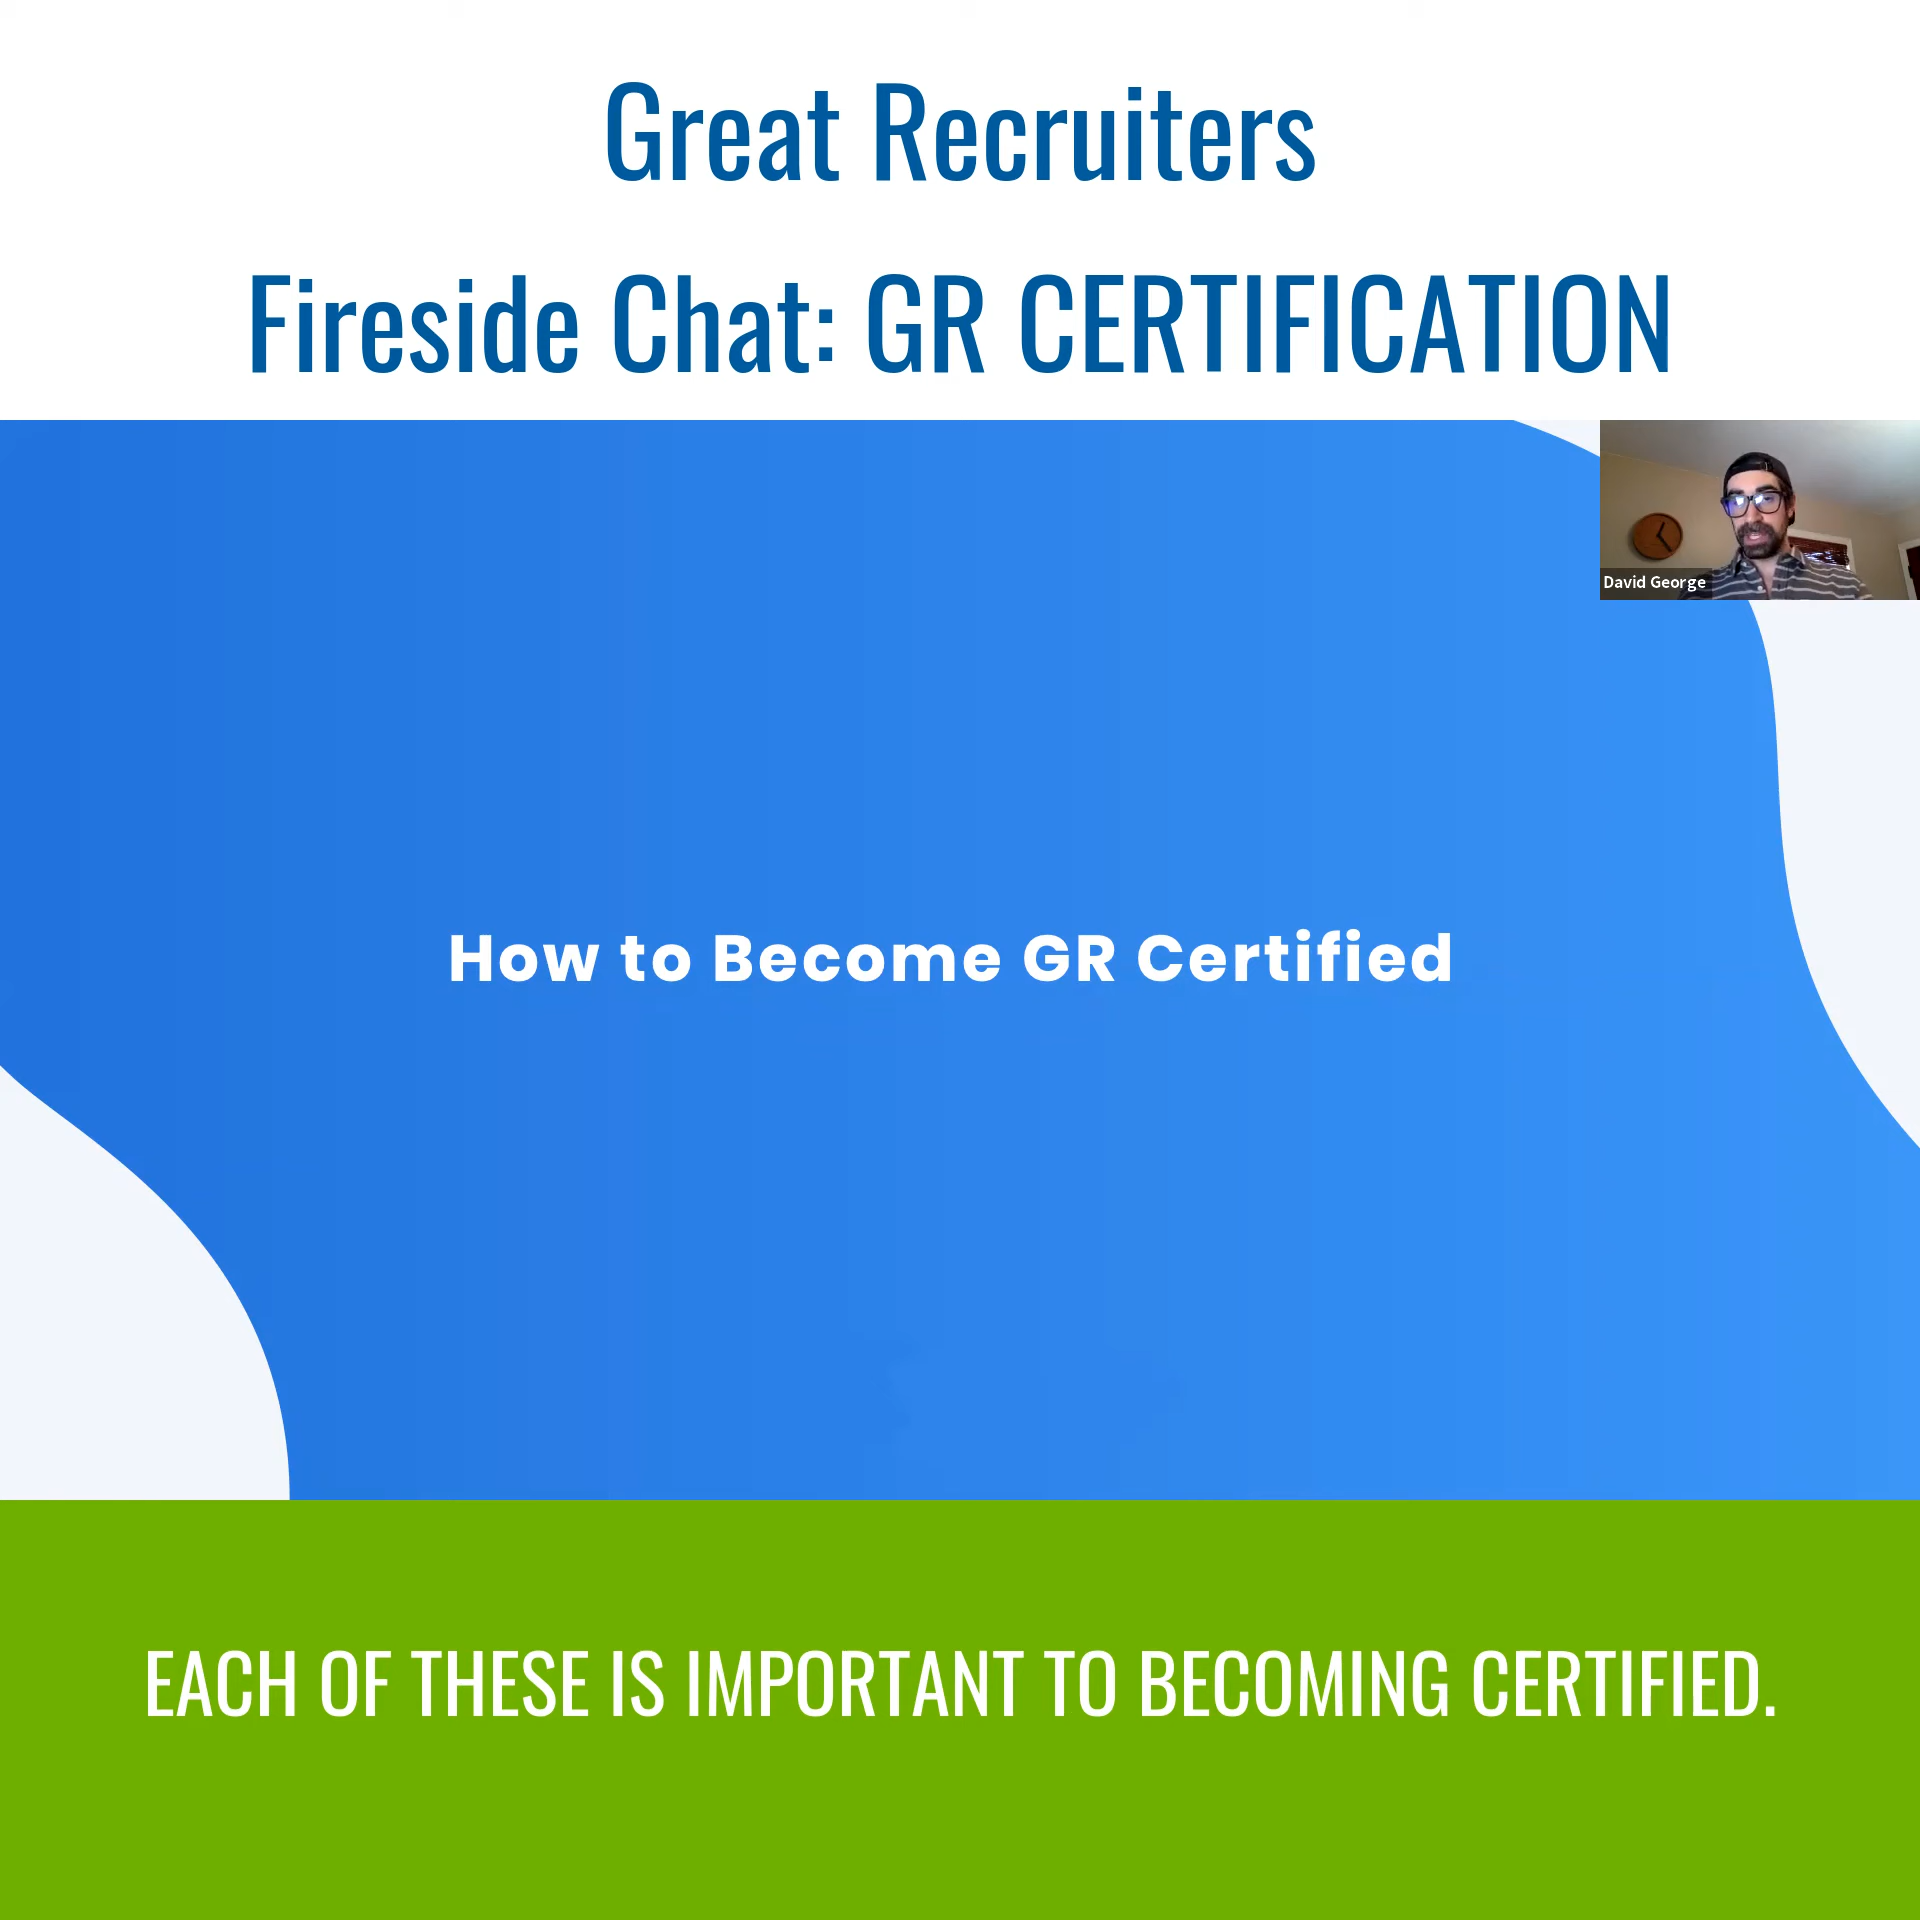 Great Recruiters
Fireside Chat: GR CERTIFICATION
David George
How to Become GR Certified
EACH OF THESE IS IMPORTANT TO BECOMING CERTIFIED.